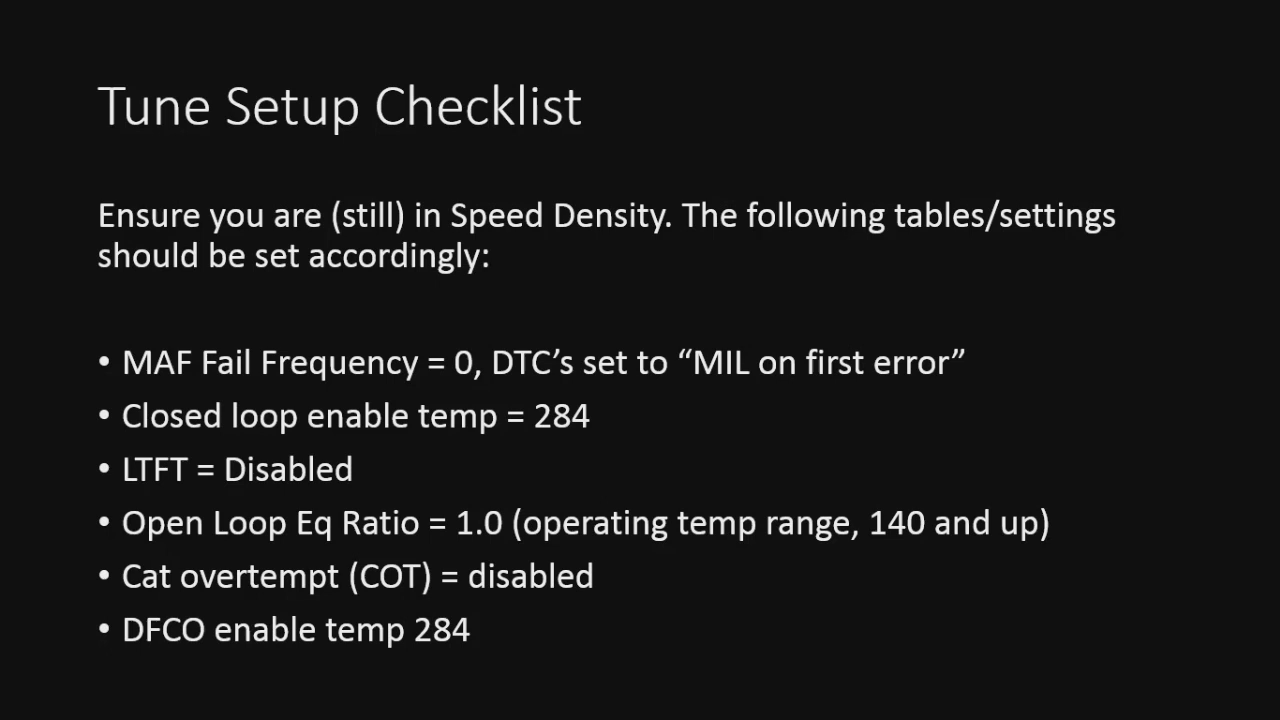 Tune Setup Checklist
Ensure you are (still) in Speed Density. The following tables/settings
should be set accordingly:
• MAF Fail Frequency = 0, DTC’s set to “MIL on first error”
• Closed loop enable temp = 284
• LTFT = Disabled
• Open Loop Eq Ratio = 1.0 (operating temp range, 140 and up)
• Cat overtempt (COT) = disabled
• DFCO enable temp 284